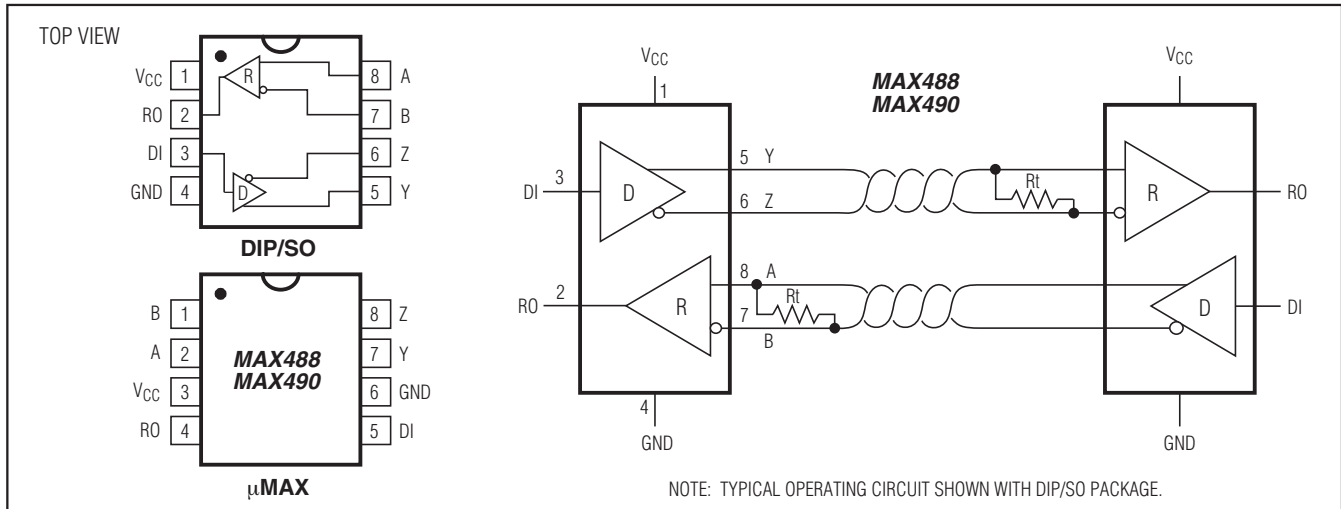 TOP VIEW
VCC 1
RO 2
DI 3
GND 4
8 A
7 B
6 Z
5 Y
R
D
DIP/SO
B 1
A 2
VCC 3
RO 4
8 Z
7 Y
6 GND
5 DI
MAX488
MAX490
μMAX
VCC
1
MAX488
MAX490
VCC
DI 3
D
5 Y
6 Z
Rt
R
RO
RO 2
R
8 A
7
B
Rt
D
DI
4
GND
GND
NOTE: TYPICAL OPERATING CIRCUIT SHOWN WITH DIP/SO PACKAGE.